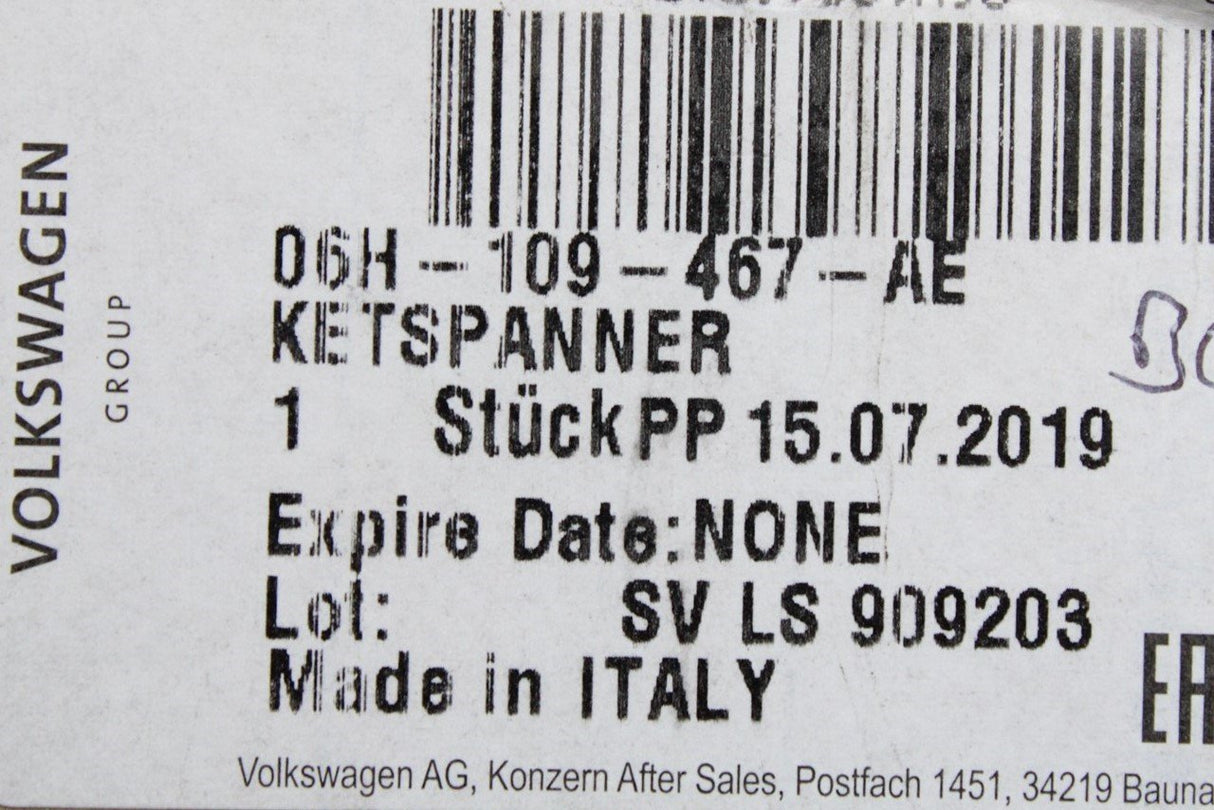 VOLKSWAGEN
GROUP
06H-109-467-AE
KETSPANNER
1 Stück PP 15.07.2019
Expire Date:NONE
Lot: SV LS 909203
Made in ITALY
Volkswagen AG, Konzern After Sales, Postfach 1451, 34219